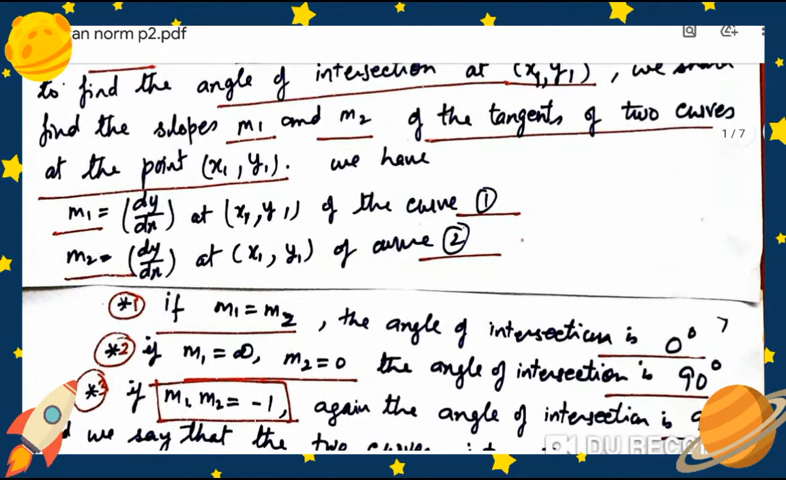 an norm p2.pdf
to find the angle of intersection at (x1, y1), we shall
find the slopes m1 and m2 of the tangents of two curves
1 / 7
at the point (x1, y1). we have
m1 = (dy/dx) at (x1, y1) of the curve ①
m2 = (dy/dx) at (x1, y1) of curve ②
*1 if m1 = m2, the angle of intersection is 0°
*2 if m1 = ∞, m2 = 0 the angle of intersection is 90°
*3 if m1 m2 = -1, again the angle of intersection is 9
we say that the two curves
DU RECO